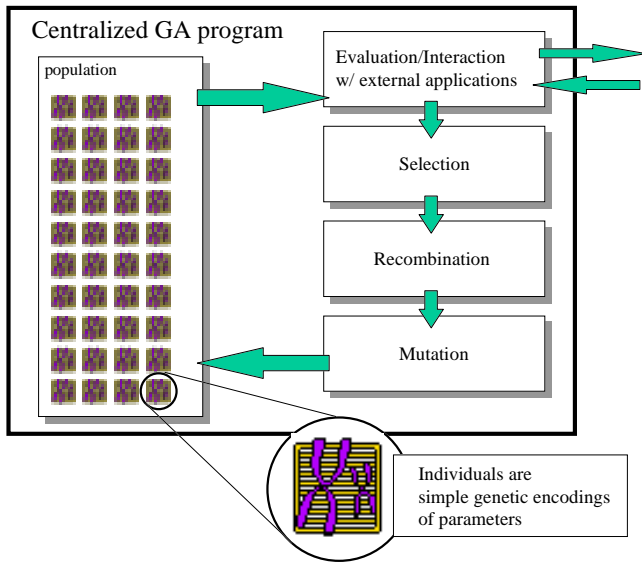 Centralized GA program
population
Evaluation/Interaction
w/ external applications
Selection
Recombination
Mutation
Individuals are
simple genetic encodings
of parameters